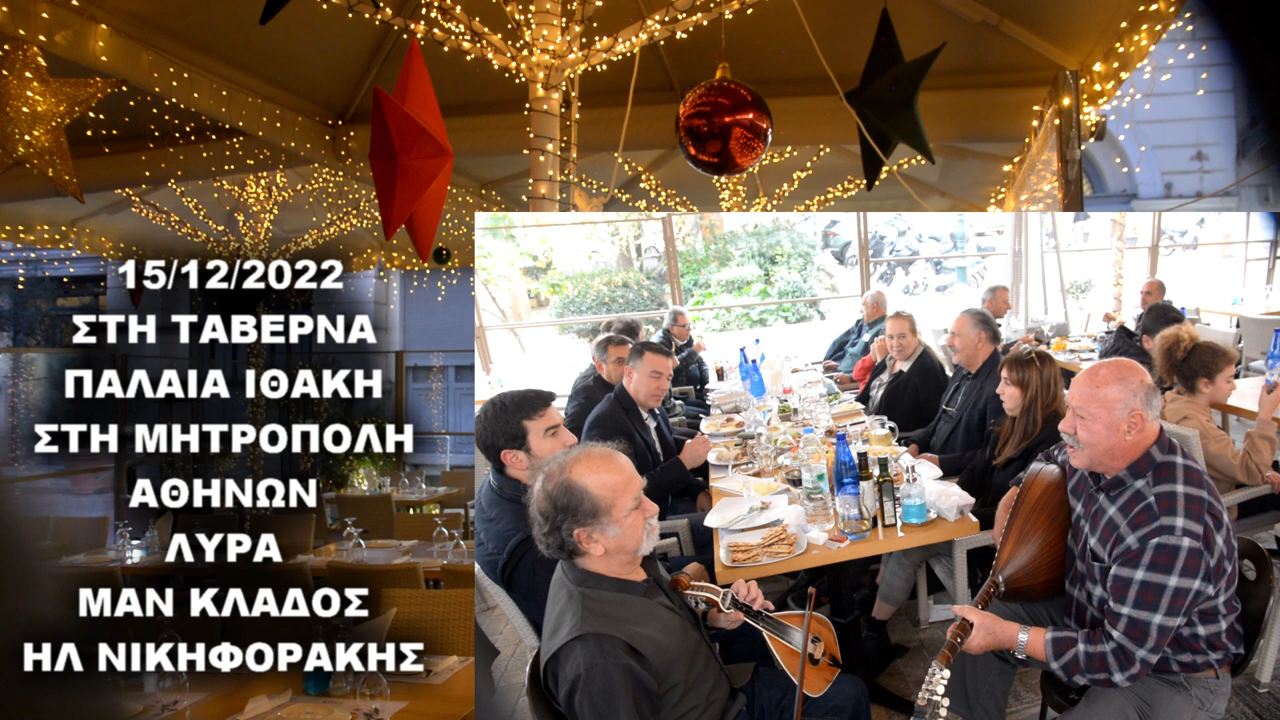 15/12/2022
ΣΤΗ ΤΑΒΕΡΝΑ
ΠΑΛΑΙΑ ΙΘΑΚΗ
ΣΤΗ ΜΗΤΡΟΠΟΛΗ
ΑΘΗΝΩΝ
ΛΥΡΑ
ΜΑΝ ΚΛΑΔΟΣ
ΗΛ ΝΙΚΗΦΟΡΑΚΗΣ